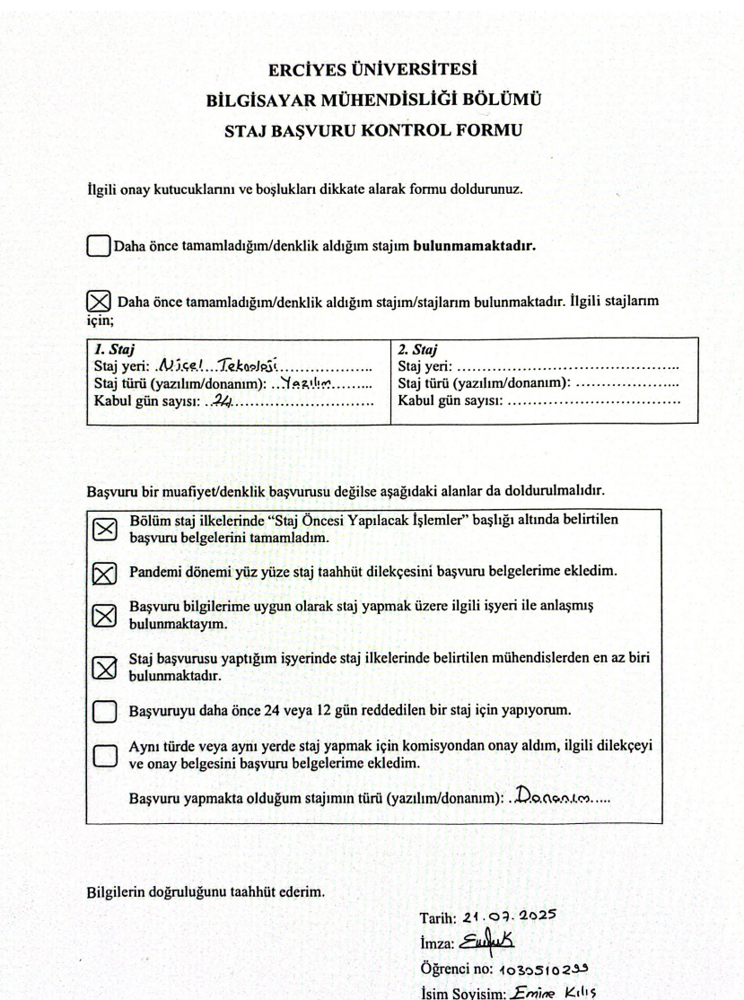 ERCİYES ÜNİVERSİTESİ
BİLGİSAYAR MÜHENDİSLİĞİ BÖLÜMÜ
STAJ BAŞVURU KONTROL FORMU
İlgili onay kutucuklarını ve boşlukları dikkate alarak formu doldurunuz.
Daha önce tamamladığım/denklik aldığım stajım bulunmamaktadır.
Daha önce tamamladığım/denklik aldığım stajım/stajlarım bulunmaktadır. İlgili stajlarım
için;
1. Staj
Staj yeri: Nicel Teknoloji
Staj türü (yazılım/donanım): Yazılım
Kabul gün sayısı: 24
2. Staj
Staj yeri:
Staj türü (yazılım/donanım):
Kabul gün sayısı:
Başvuru bir muafiyet/denklik başvurusu değilse aşağıdaki alanlar da doldurulmalıdır.
Bölüm staj ilkelerinde “Staj Öncesi Yapılacak İşlemler” başlığı altında belirtilen
başvuru belgelerini tamamladım.
Pandemi dönemi yüz yüze staj taahhüt dilekçesini başvuru belgelerime ekledim.
Başvuru bilgilerime uygun olarak staj yapmak üzere ilgili işyeri ile anlaşmış
bulunmaktayım.
Staj başvurusu yaptığım işyerinde staj ilkelerinde belirtilen mühendislerden en az biri
bulunmaktadır.
Başvuruyu daha önce 24 veya 12 gün reddedilen bir staj için yapıyorum.
Aynı türde veya aynı yerde staj yapmak için komisyondan onay aldım, ilgili dilekçeyi
ve onay belgesini başvuru belgelerime ekledim.
Başvuru yapmakta olduğum stajımın türü (yazılım/donanım): Donanım
Bilgilerin doğruluğunu taahhüt ederim.
Tarih: 21.07.2025
İmza:
Öğrenci no: 1030510299
İsim Soyisim: Emine Kılış